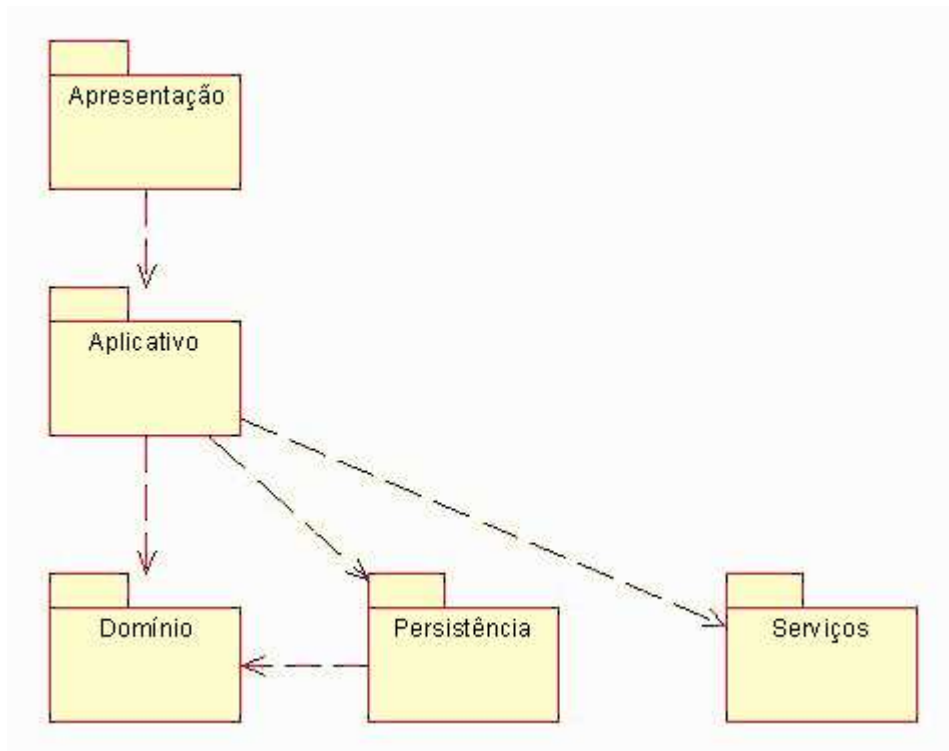 Apresentação
Aplicativo
Domínio
Persistência
Serviços